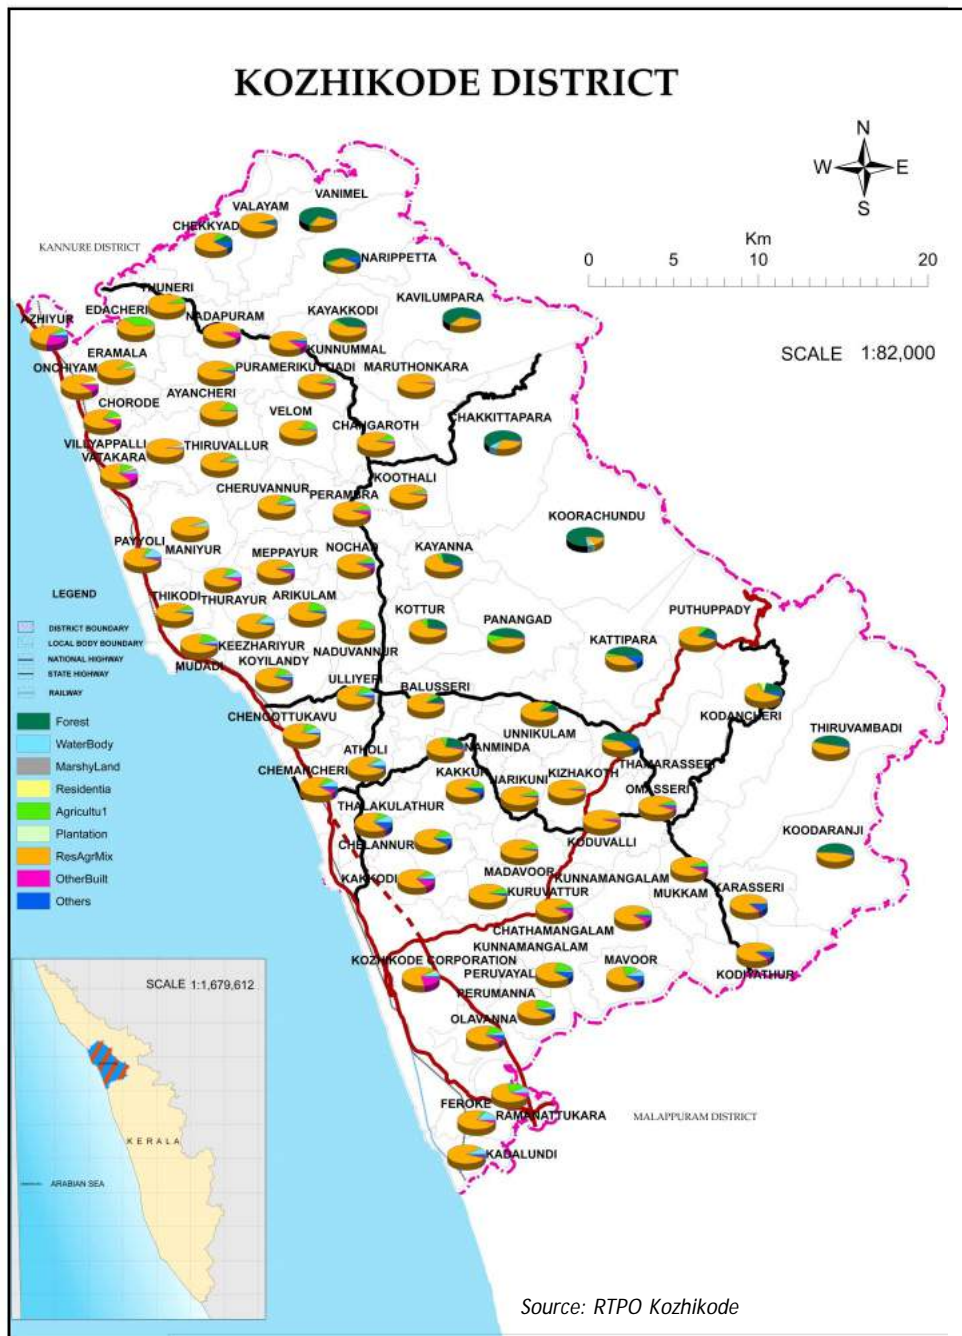 KOZHIKODE DISTRICT
N
W E
S
Km
0 5 10 20
SCALE 1:82,000
KANNURE DISTRICT
VANIMEL
VALAYAM
CHEKKYAD
NARIPPETTA
THUNERI
KAVILUMPARA
EDACHERI
NADAPURAM
KAYAKKODI
AZHIYUR
KUNNUMMAL
ERAMALA
ONCHIYAM
PURAMERI
KUTTIADI
MARUTHONKARA
AYANCHERI
CHORODE
VELOM
CHANGAROTH
CHAKKITTAPARA
VILLYAPPALLI
THIRUVALLUR
VATAKARA
KOOTHALI
CHERUVANNUR
PERAMBRA
KOORACHUNDU
PAYYOLI
MANIYUR
MEPPAYUR
NOCHAD
KAYANNA
THIKODI
THURAYUR
ARIKULAM
KOTTUR
PANANGAD
PUTHUPPADY
KATTIPARA
MUDADI
KEEZHARIYUR
NADUVANNUR
KOYILANDY
ULLIYERI
BALUSSERI
KODANCHERI
CHENGOTTUKAVU
UNNIKULAM
THIRUVAMBADI
ATHOLI
NANMINDA
THAMARASSERI
CHEMANCHERI
KAKKUR
NARIKUNI
KIZHAKOTH
OMASSERI
THALAKULATHUR
KODUVALLI
KOODARANJI
CHELANNUR
MADAVOOR
KUNNAMANGALAM
MUKKAM
KAKKODI
KURUVATTUR
KARASSERI
CHATHAMANGALAM
KUNNAMANGALAM
KOZHIKODE CORPORATION
PERUVAYAL
MAVOOR
KODIYATHUR
PERUMANNA
OLAVANNA
FEROKE
RAMANATTUKARA
MALAPPURAM DISTRICT
KADALUNDI
LEGEND
DISTRICT BOUNDARY
LOCAL BODY BOUNDARY
NATIONAL HIGHWAY
STATE HIGHWAY
RAILWAY
Forest
WaterBody
MarshyLand
Residentia
Agricultu1
Plantation
ResAgrMix
OtherBuilt
Others
SCALE 1:1,679,612
KERALA
ARABIAN SEA
Source: RTPO Kozhikode